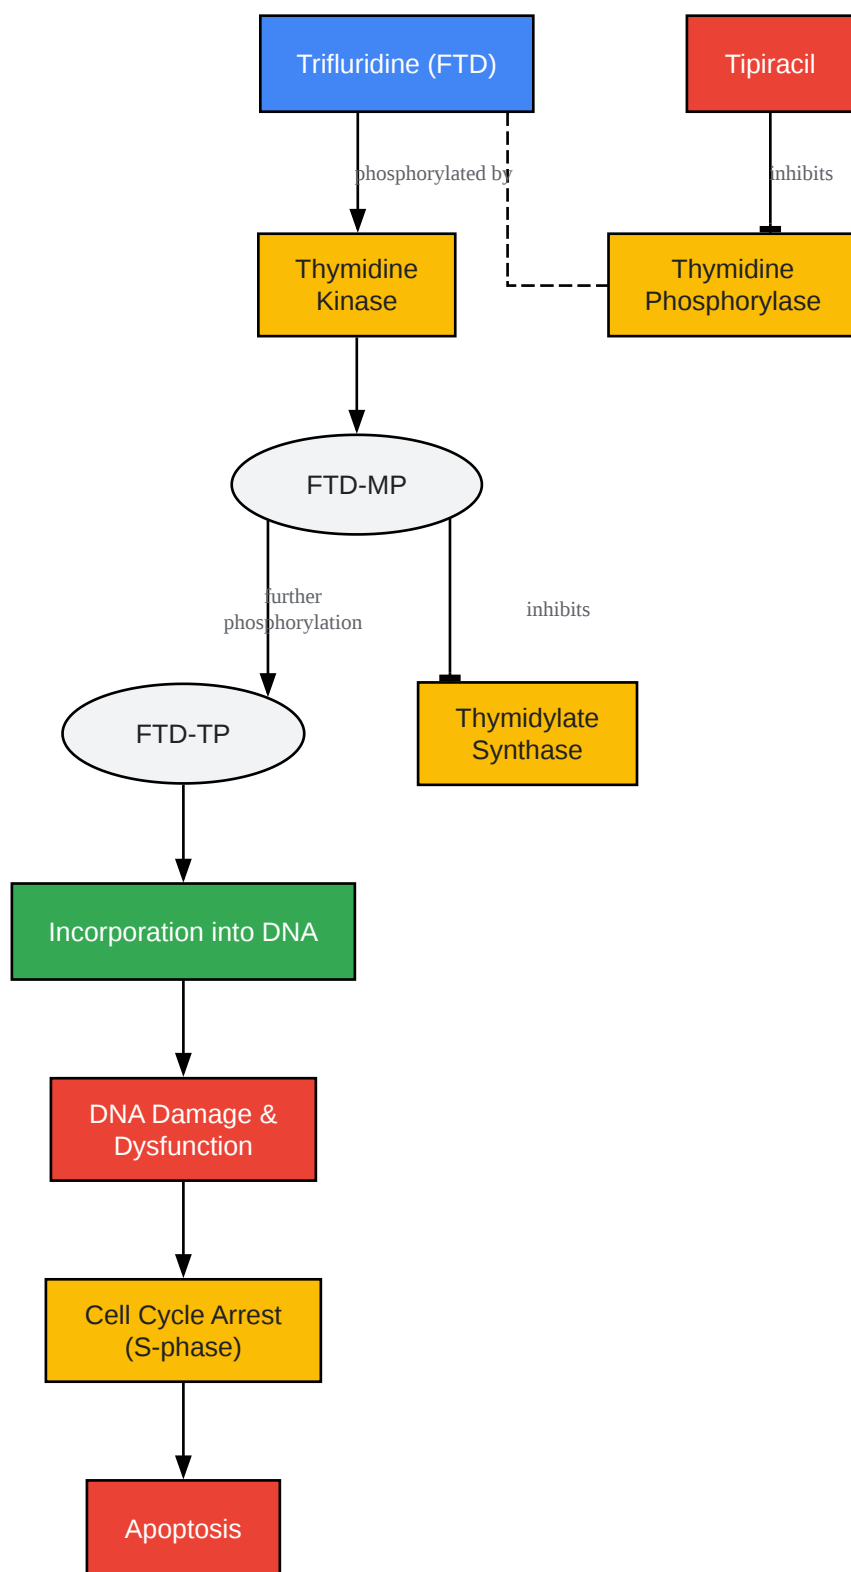 Trifluridine (FTD)
Tipiracil
phosphorylated by
inhibits
Thymidine
Kinase
Thymidine
Phosphorylase
FTD-MP
further
phosphorylation
inhibits
FTD-TP
Thymidylate
Synthase
Incorporation into DNA
DNA Damage &
Dysfunction
Cell Cycle Arrest
(S-phase)
Apoptosis